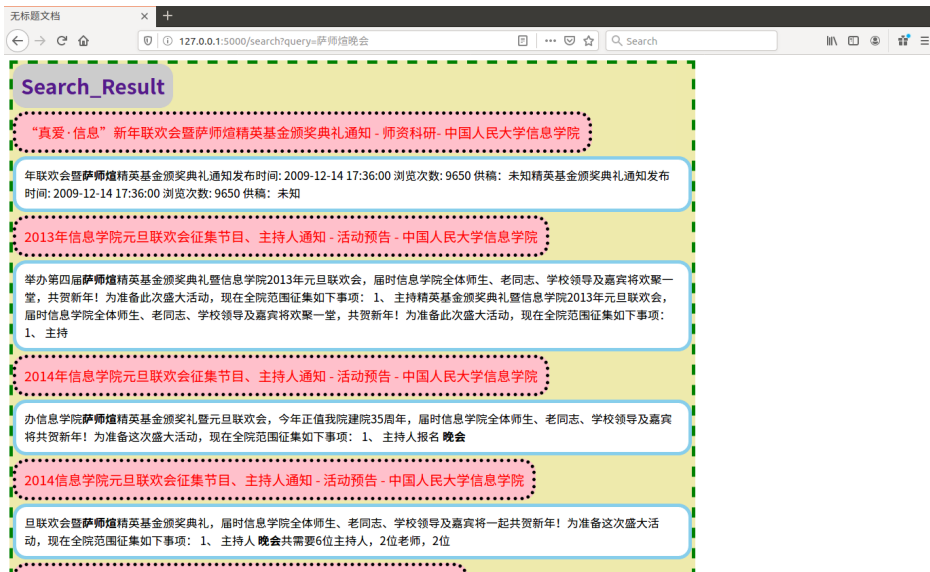 无标题文档
127.0.0.1:5000/search?query=萨师煊晚会
Search
Search_Result
“真爱·信息”新年联欢会暨萨师煊精英基金颁奖典礼通知 - 师资科研- 中国人民大学信息学院
年联欢会暨萨师煊精英基金颁奖典礼通知发布时间: 2009-12-14 17:36:00 浏览次数: 9650 供稿：未知精英基金颁奖典礼通知发布
时间: 2009-12-14 17:36:00 浏览次数: 9650 供稿：未知
2013年信息学院元旦联欢会征集节目、主持人通知 - 活动预告 - 中国人民大学信息学院
举办第四届萨师煊精英基金颁奖典礼暨信息学院2013年元旦联欢会，届时信息学院全体师生、老同志、学校领导及嘉宾将欢聚一
堂，共贺新年！为准备此次盛大活动，现在全院范围征集如下事项： 1、 主持精英基金颁奖典礼暨信息学院2013年元旦联欢会，
届时信息学院全体师生、老同志、学校领导及嘉宾将欢聚一堂，共贺新年！为准备此次盛大活动，现在全院范围征集如下事项：
1、 主持
2014年信息学院元旦联欢会征集节目、主持人通知 - 活动预告 - 中国人民大学信息学院
办信息学院萨师煊精英基金颁奖礼暨元旦联欢会，今年正值我院建院35周年，届时信息学院全体师生、老同志、学校领导及嘉宾
将共贺新年！为准备这次盛大活动，现在全院范围征集如下事项： 1、 主持人报名 晚会
2014信息学院元旦联欢会征集节目、主持人通知 - 活动预告 - 中国人民大学信息学院
旦联欢会暨萨师煊精英基金颁奖典礼，届时信息学院全体师生、老同志、学校领导及嘉宾将一起共贺新年！为准备这次盛大活
动，现在全院范围征集如下事项： 1、 主持人 晚会共需要6位主持人，2位老师，2位